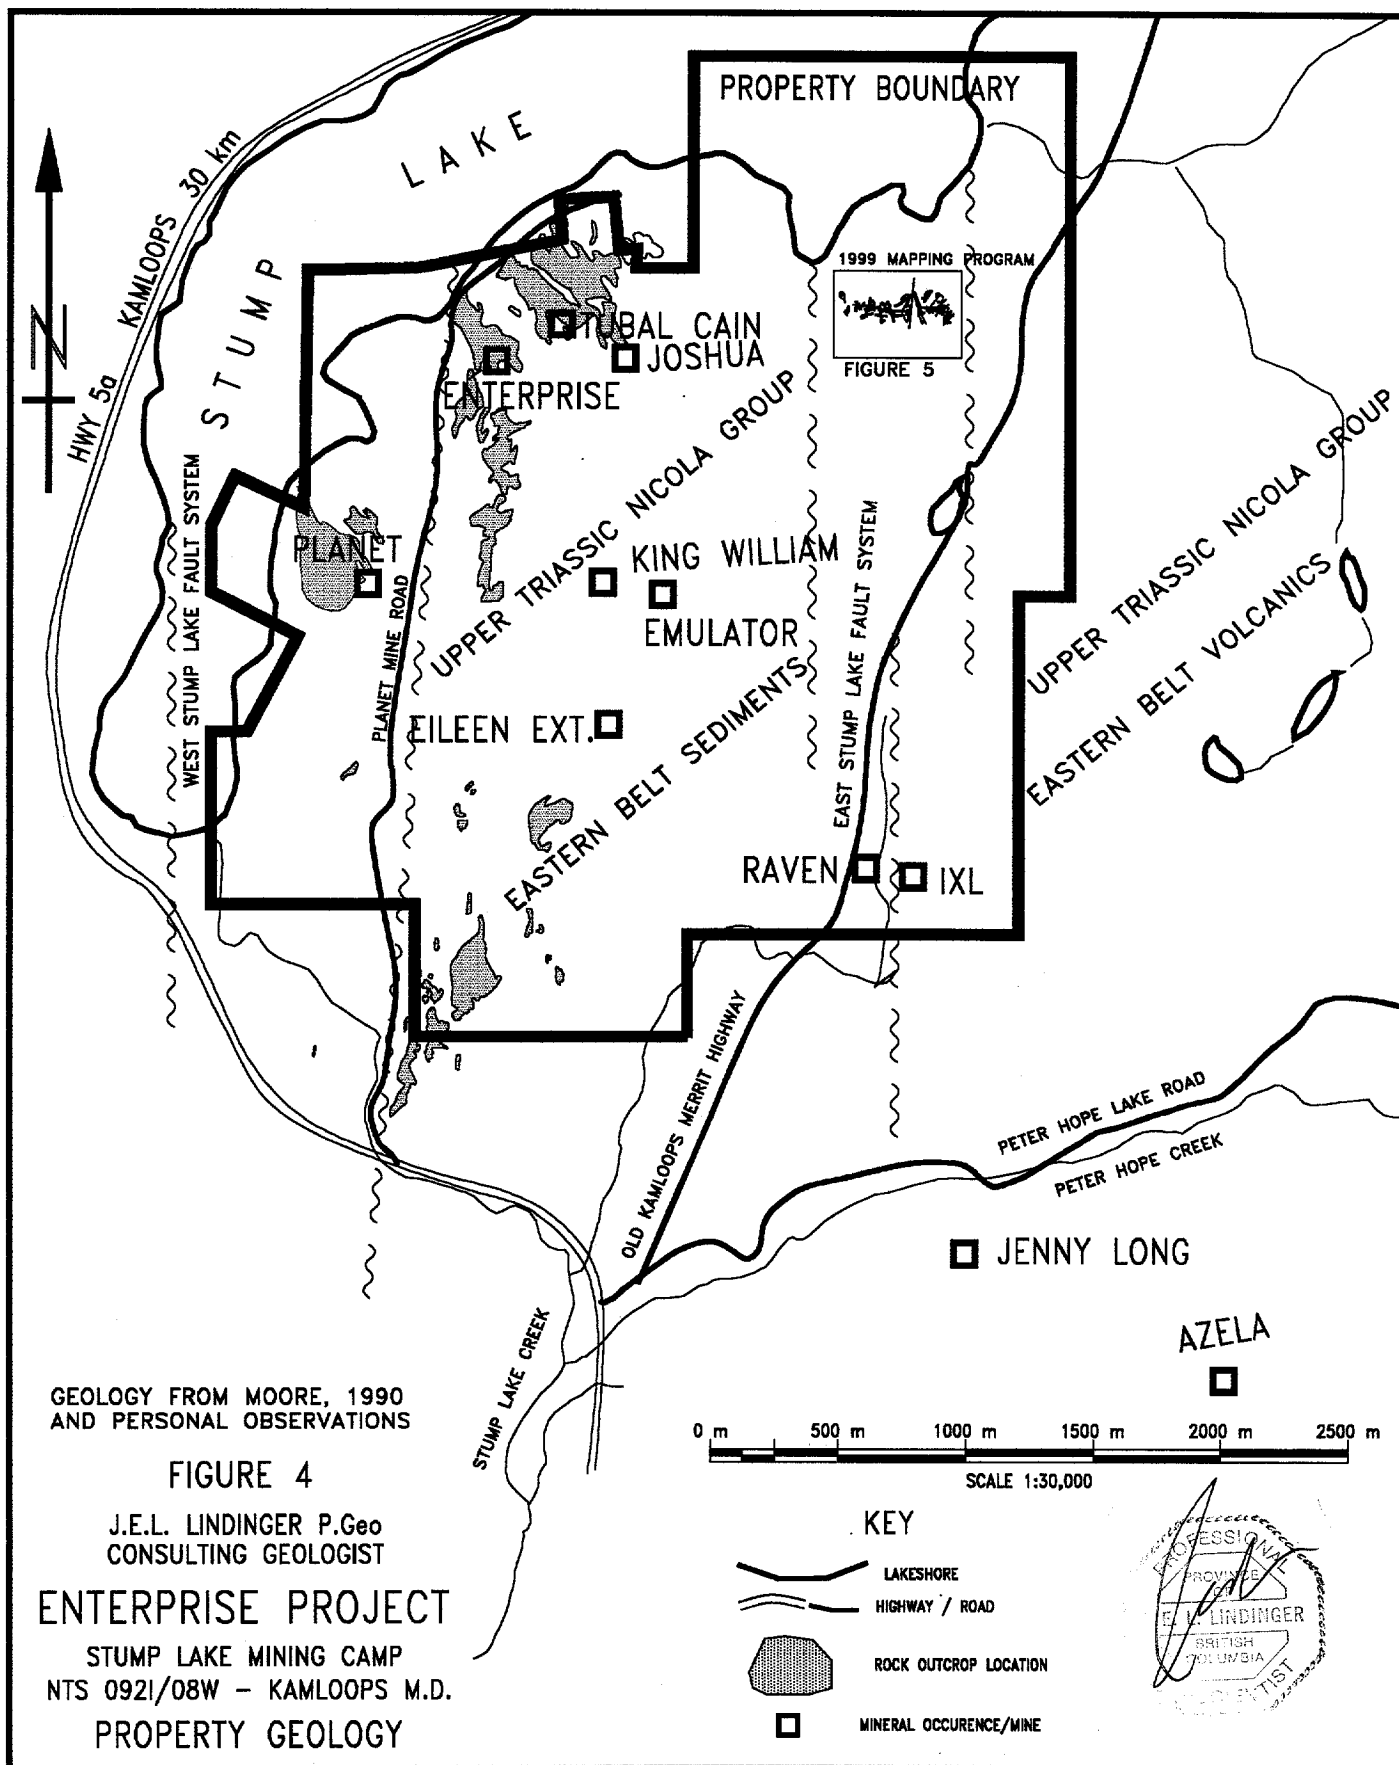 PROPERTY BOUNDARY
LAKE
STUMP
KAMLOOPS 30 km
HWY 5a
N
1999 MAPPING PROGRAM
FIGURE 5
TUBAL CAIN
JOSHUA
ENTERPRISE
UPPER TRIASSIC NICOLA GROUP
EASTERN BELT SEDIMENTS
UPPER TRIASSIC NICOLA GROUP
EASTERN BELT VOLCANICS
WEST STUMP LAKE FAULT SYSTEM
PLANET
PLANET MINE ROAD
KING WILLIAM
EMULATOR
EAST STUMP LAKE FAULT SYSTEM
EILEEN EXT.
RAVEN
IXL
OLD KAMLOOPS MERRIT HIGHWAY
PETER HOPE LAKE ROAD
PETER HOPE CREEK
JENNY LONG
AZELA
STUMP LAKE CREEK
GEOLOGY FROM MOORE, 1990
AND PERSONAL OBSERVATIONS
FIGURE 4
J.E.L. LINDINGER P.Geo
CONSULTING GEOLOGIST
ENTERPRISE PROJECT
STUMP LAKE MINING CAMP
NTS 092I/08W - KAMLOOPS M.D.
PROPERTY GEOLOGY
0 m 500 m 1000 m 1500 m 2000 m 2500 m
SCALE 1:30,000
KEY
LAKESHORE
HIGHWAY / ROAD
ROCK OUTCROP LOCATION
MINERAL OCCURENCE/MINE
PROFESSIONAL
PROVINCE
OF
E. L. LINDINGER
BRITISH
COLUMBIA